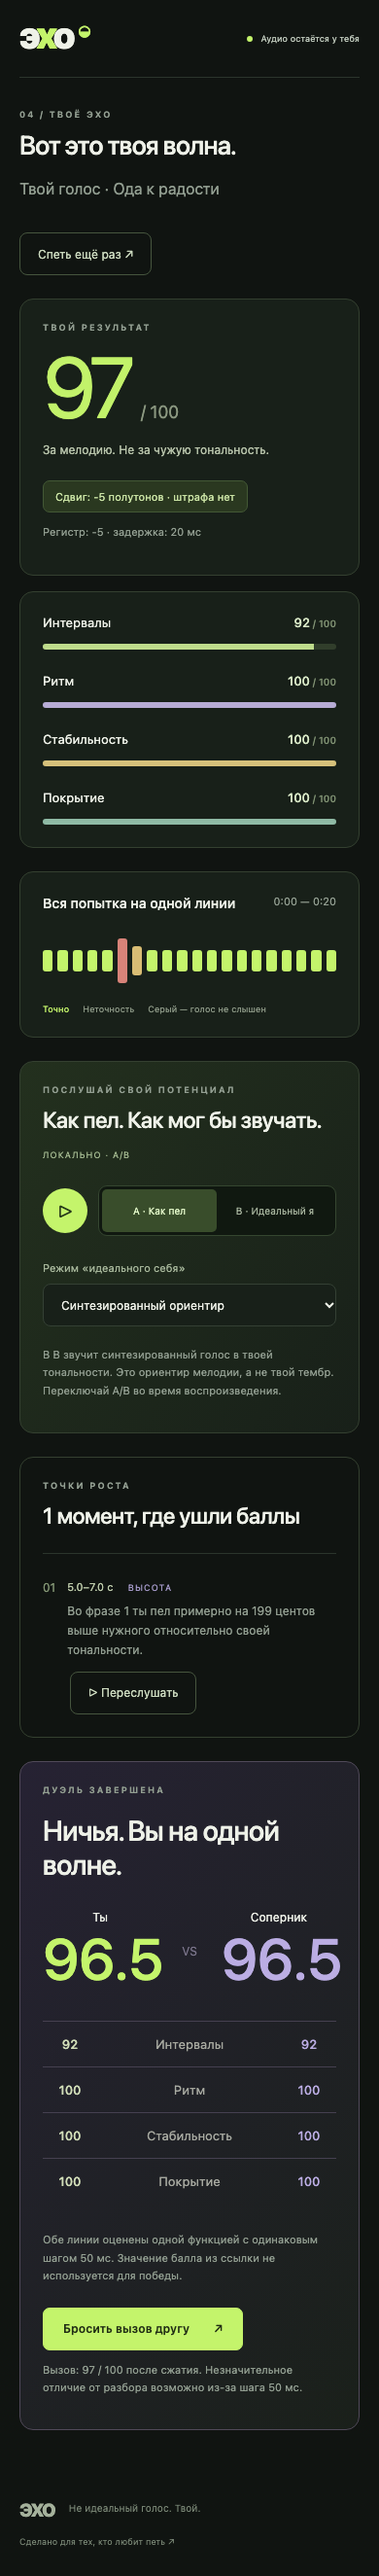 ЭХО
Аудио остаётся у тебя
04 / ТВОЁ ЭХО
Вот это твоя волна.
Твой голос · Ода к радости
Спеть ещё раз ↗
ТВОЙ РЕЗУЛЬТАТ
97 / 100
За мелодию. Не за чужую тональность.
Сдвиг: -5 полутонов · штрафа нет
Регистр: -5 · задержка: 20 мс
Интервалы 92 / 100
Ритм 100 / 100
Стабильность 100 / 100
Покрытие 100 / 100
Вся попытка на одной линии 0:00 — 0:20
Точно Неточность Серый — голос не слышен
ПОСЛУШАЙ СВОЙ ПОТЕНЦИАЛ
Как пел. Как мог бы звучать.
ЛОКАЛЬНО · A/B
A · Как пел B · Идеальный я
Режим «идеального себя»
Синтезированный ориентир
В B звучит синтезированный голос в твоей
тональности. Это ориентир мелодии, а не твой тембр.
Переключай A/B во время воспроизведения.
ТОЧКИ РОСТА
1 момент, где ушли баллы
01 5.0–7.0 с ВЫСОТА
Во фразе 1 ты пел примерно на 199 центов
выше нужного относительно своей
тональности.
▷ Переслушать
ДУЭЛЬ ЗАВЕРШЕНА
Ничья. Вы на одной
волне.
Ты Соперник
96.5 VS 96.5
92 Интервалы 92
100 Ритм 100
100 Стабильность 100
100 Покрытие 100
Обе линии оценены одной функцией с одинаковым
шагом 50 мс. Значение балла из ссылки не
используется для победы.
Бросить вызов другу ↗
Вызов: 97 / 100 после сжатия. Незначительное
отличие от разбора возможно из-за шага 50 мс.
ЭХО Не идеальный голос. Твой.
Сделано для тех, кто любит петь ↗